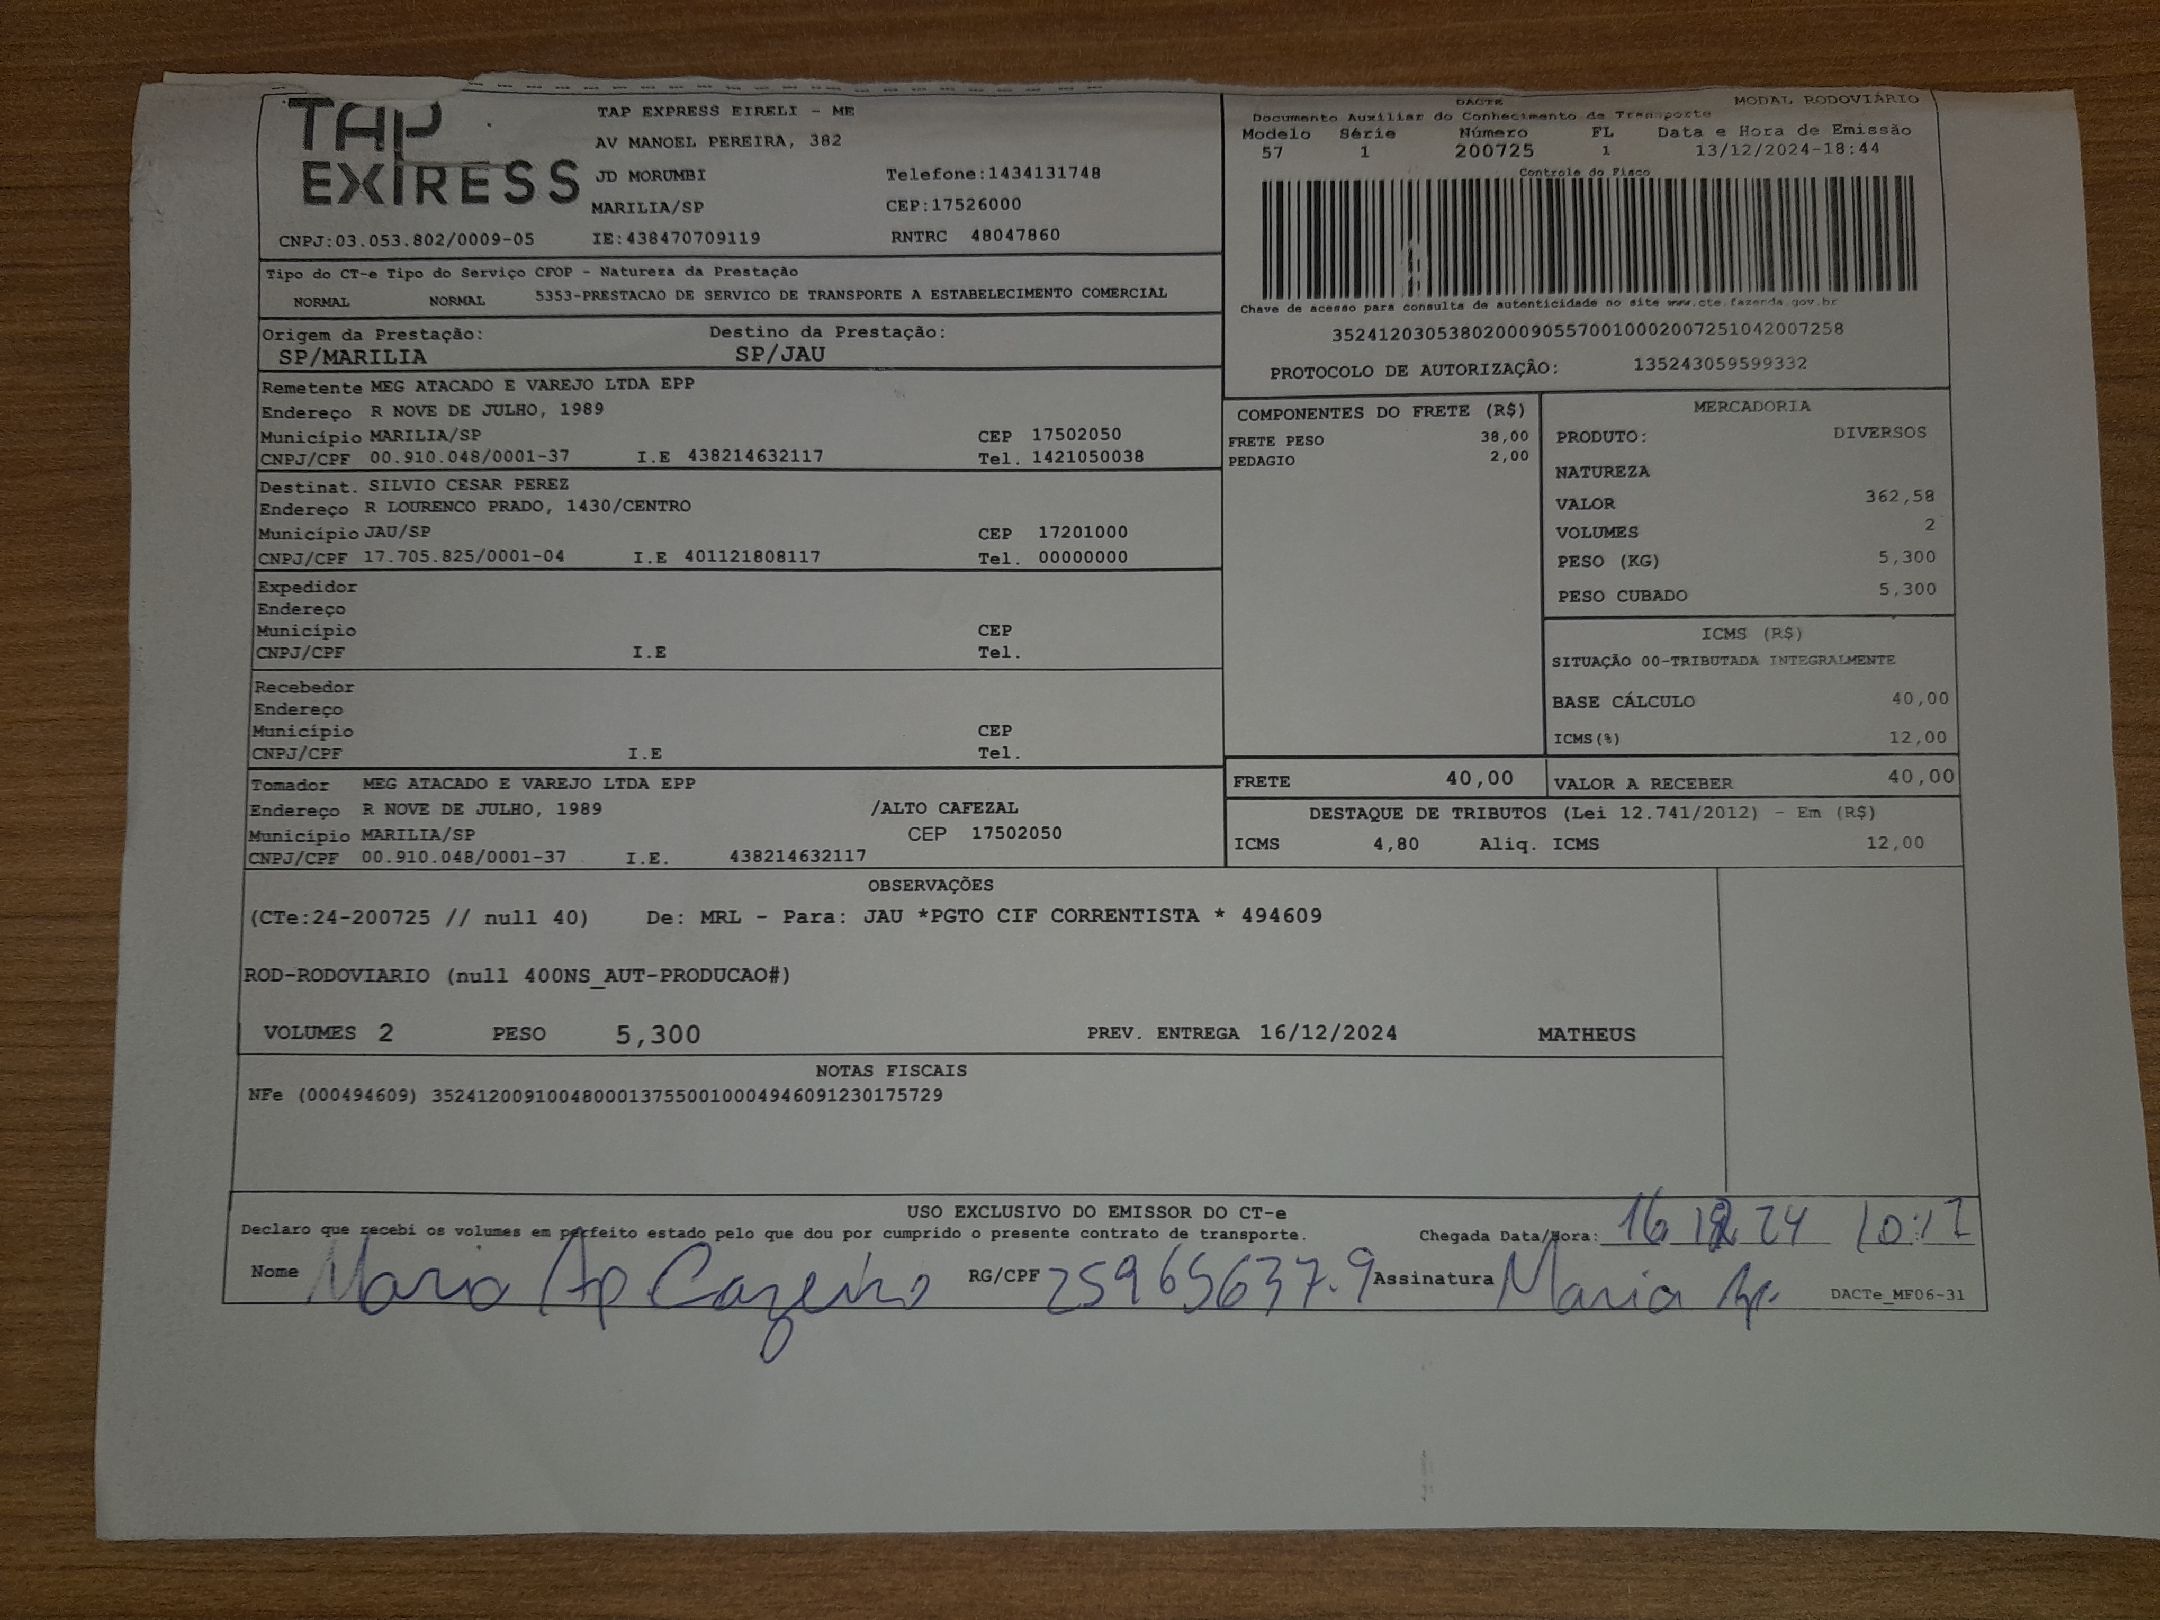 TAP
EXPRESS
TAP EXPRESS EIRELI - ME
AV MANOEL PEREIRA, 382
JD MORUMBI Telefone:1434131748
MARILIA/SP CEP:17526000
CNPJ:03.053.802/0009-05 IE:438470709119 RNTRC 48047860
DACTE MODAL RODOVIÁRIO
Documento Auxiliar do Conhecimento de Transporte
Modelo Série Número FL Data e Hora de Emissão
57 1 200725 1 13/12/2024-18:44
Controle do Fisco
Chave de acesso para consulta de autenticidade no site www.cte.fazenda.gov.br
35241203053802000905570010002007251042007258
PROTOCOLO DE AUTORIZAÇÃO: 135243059599332
Tipo do CT-e Tipo do Serviço CFOP - Natureza da Prestação
NORMAL NORMAL 5353-PRESTACAO DE SERVICO DE TRANSPORTE A ESTABELECIMENTO COMERCIAL
Origem da Prestação: Destino da Prestação:
SP/MARILIA SP/JAU
Remetente MEG ATACADO E VAREJO LTDA EPP
Endereço R NOVE DE JULHO, 1989
Município MARILIA/SP CEP 17502050
CNPJ/CPF 00.910.048/0001-37 I.E 438214632117 Tel. 1421050038
Destinat. SILVIO CESAR PEREZ
Endereço R LOURENCO PRADO, 1430/CENTRO
Município JAU/SP CEP 17201000
CNPJ/CPF 17.705.825/0001-04 I.E 401121808117 Tel. 00000000
Expedidor
Endereço
Município CEP
CNPJ/CPF I.E Tel.
Recebedor
Endereço
Município CEP
CNPJ/CPF I.E Tel.
Tomador MEG ATACADO E VAREJO LTDA EPP
Endereço R NOVE DE JULHO, 1989 /ALTO CAFEZAL
Município MARILIA/SP CEP 17502050
CNPJ/CPF 00.910.048/0001-37 I.E. 438214632117
COMPONENTES DO FRETE (R$)
FRETE PESO 38,00
PEDAGIO 2,00
MERCADORIA
PRODUTO: DIVERSOS
NATUREZA
VALOR 362,58
VOLUMES 2
PESO (KG) 5,300
PESO CUBADO 5,300
ICMS (R$)
SITUAÇÃO 00-TRIBUTADA INTEGRALMENTE
BASE CÁLCULO 40,00
ICMS(%) 12,00
FRETE 40,00 VALOR A RECEBER 40,00
DESTAQUE DE TRIBUTOS (Lei 12.741/2012) - Em (R$)
ICMS 4,80 Aliq. ICMS 12,00
OBSERVAÇÕES
(CTe:24-200725 // null 40) De: MRL - Para: JAU *PGTO CIF CORRENTISTA * 494609
ROD-RODOVIARIO (null 400NS_AUT-PRODUCAO#)
VOLUMES 2 PESO 5,300 PREV. ENTREGA 16/12/2024 MATHEUS
NOTAS FISCAIS
NFe (000494609) 35241200910048000137550010004946091230175729
USO EXCLUSIVO DO EMISSOR DO CT-e
Declaro que recebi os volumes em perfeito estado pelo que dou por cumprido o presente contrato de transporte. Chegada Data/Hora: 16 12 24 10:12
Nome Maria Ap Cazeiro RG/CPF 25965637.9 Assinatura Maria Ap.
DACTe_MF06-31